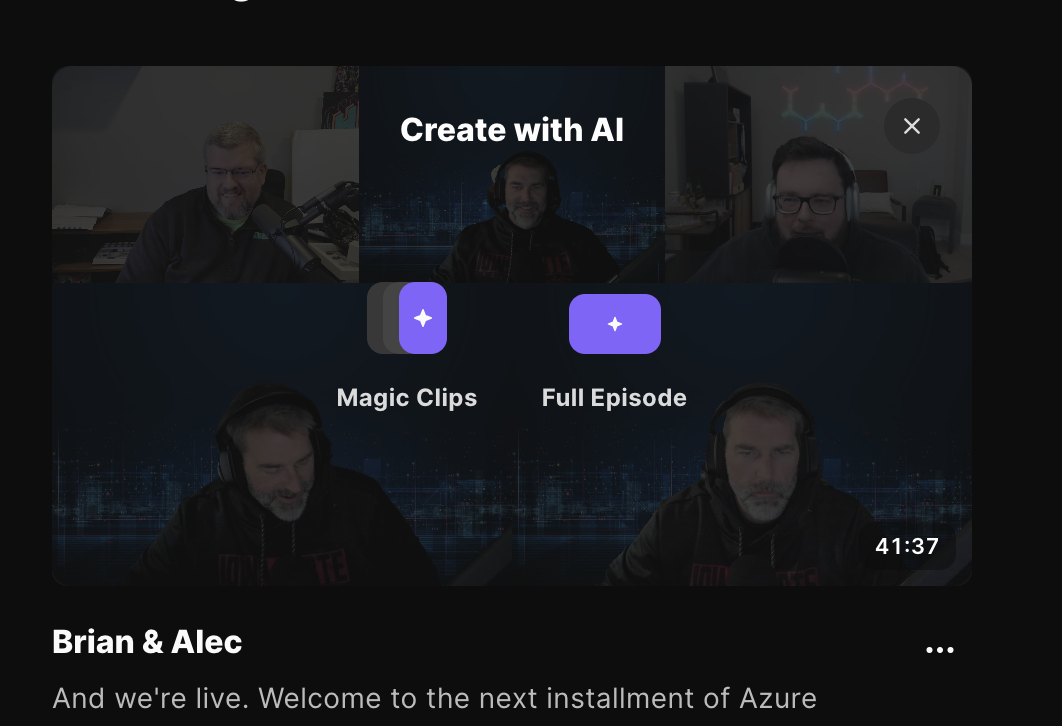 Create with AI
Magic Clips
Full Episode
41:37
Brian & Alec
And we're live. Welcome to the next installment of Azure